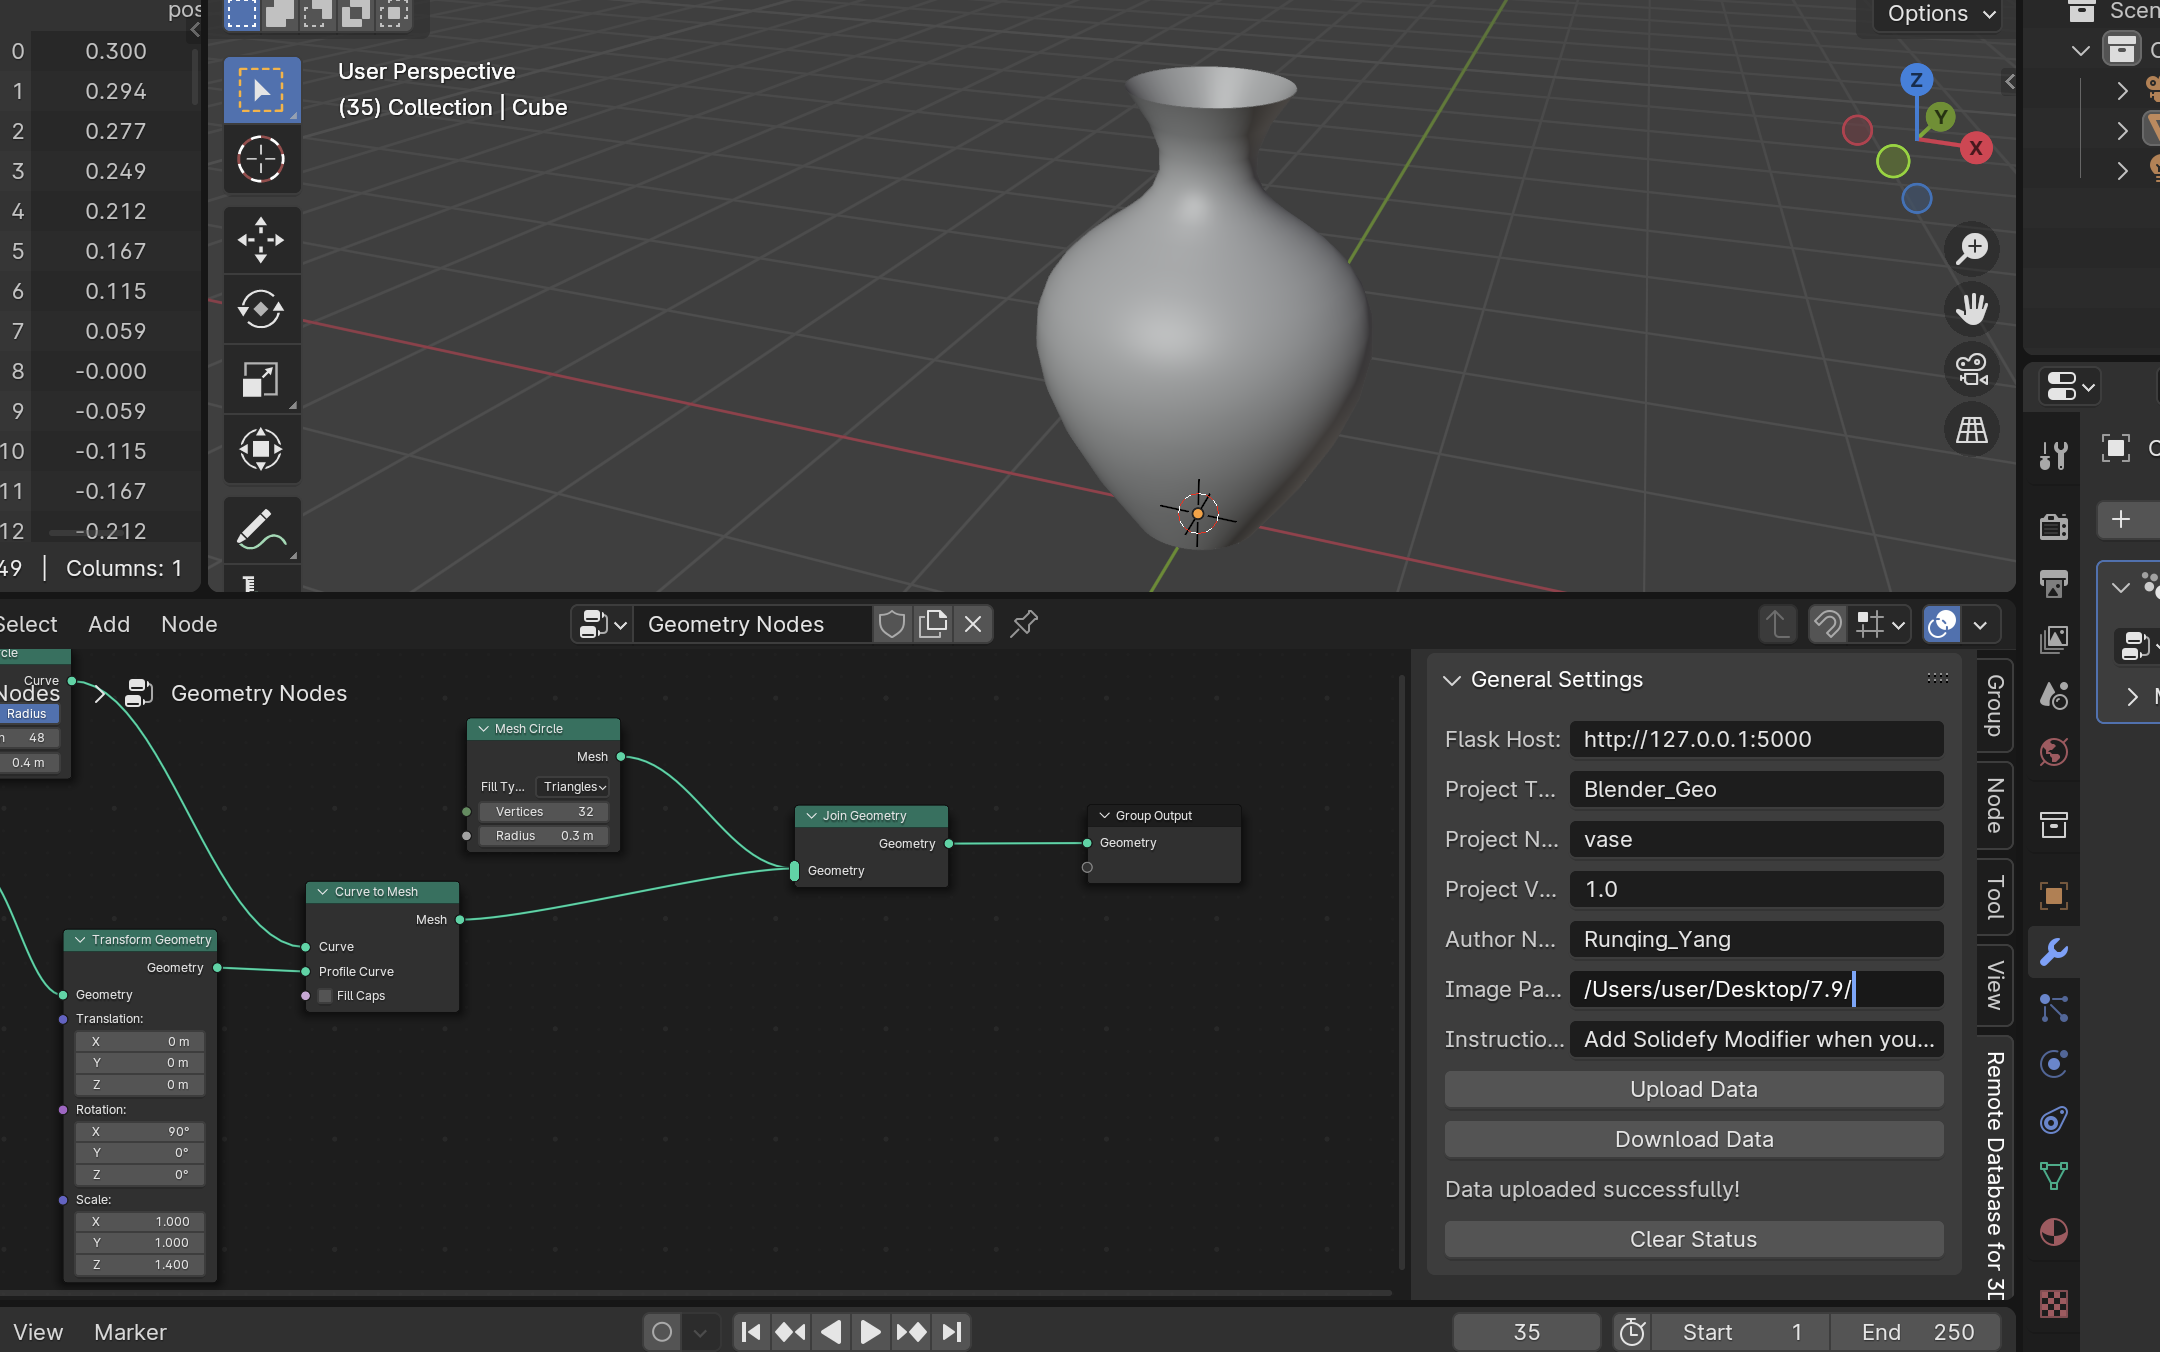 pos
0 0.300
1 0.294
2 0.277
3 0.249
4 0.212
5 0.167
6 0.115
7 0.059
8 -0.000
9 -0.059
10 -0.115
11 -0.167
12 -0.212
49 | Columns: 1
User Perspective
(35) Collection | Cube
Options
Z
Y
X
Scen
Select Add Node
Geometry Nodes
Nodes > Geometry Nodes
cle
Curve
Radius
n 48
0.4 m
Transform Geometry
Geometry
Geometry
Translation:
X 0 m
Y 0 m
Z 0 m
Rotation:
X 90°
Y 0°
Z 0°
Scale:
X 1.000
Y 1.000
Z 1.400
Curve to Mesh
Mesh
Curve
Profile Curve
Fill Caps
Mesh Circle
Mesh
Fill Ty... Triangles
Vertices 32
Radius 0.3 m
Join Geometry
Geometry
Geometry
Group Output
Geometry
General Settings
Flask Host: http://127.0.0.1:5000
Project T... Blender_Geo
Project N... vase
Project V... 1.0
Author N... Runqing_Yang
Image Pa... /Users/user/Desktop/7.9/
Instructio... Add Solidefy Modifier when you...
Upload Data
Download Data
Data uploaded successfully!
Clear Status
Group
Node
Tool
View
Remote Database for 3D
View Marker
35
Start 1
End 250